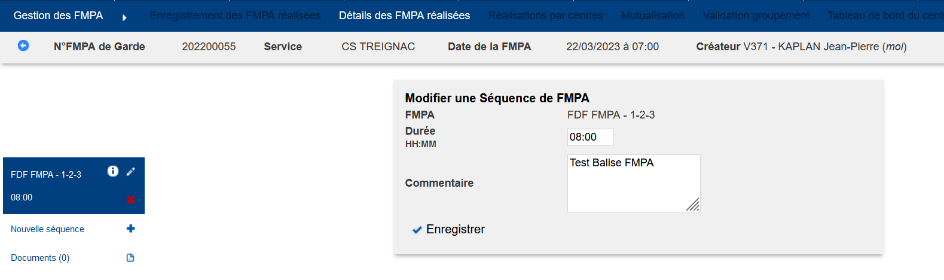 Gestion des FMPA Enregistrement des FMPA réalisées Détails des FMPA réalisées Réalisations par centres Mutualisation Validation groupement Tableau de bord du cent
N°FMPA de Garde 202200055 Service CS TREIGNAC Date de la FMPA 22/03/2023 à 07:00 Créateur V371 - KAPLAN Jean-Pierre (moi)
Modifier une Séquence de FMPA
FMPA FDF FMPA - 1-2-3
Durée
HH:MM
08:00
Commentaire
Test Balise FMPA
Enregistrer
FDF FMPA - 1-2-3
08:00
Nouvelle séquence
Documents (0)